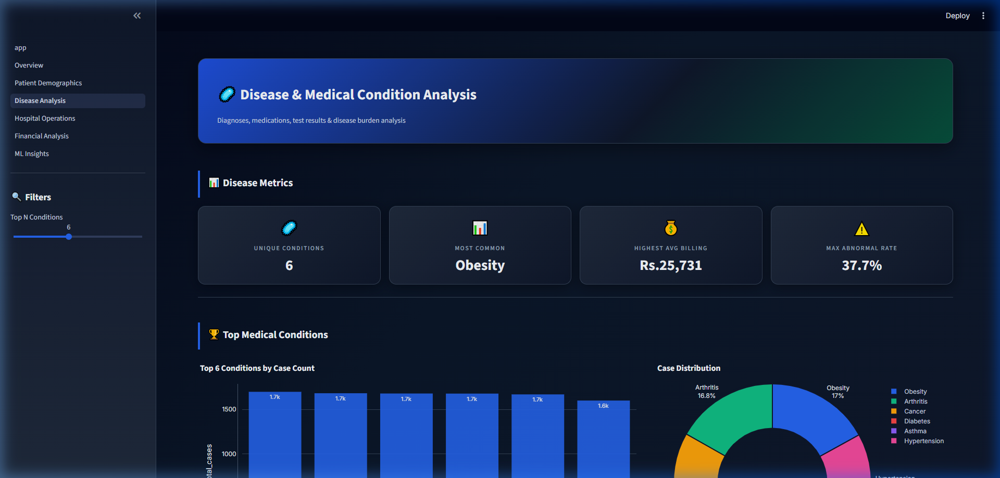 Deploy
app
Overview
Patient Demographics
Disease Analysis
Hospital Operations
Financial Analysis
ML Insights
Filters
Top N Conditions
6
Disease & Medical Condition Analysis
Diagnoses, medications, test results & disease burden analysis
Disease Metrics
UNIQUE CONDITIONS
6
MOST COMMON
Obesity
HIGHEST AVG BILLING
Rs.25,731
MAX ABNORMAL RATE
37.7%
Top Medical Conditions
Top 6 Conditions by Case Count
1500
1000
1.7k
1.7k
1.7k
1.7k
1.7k
1.6k
Case Distribution
Arthritis
16.8%
Obesity
17%
Obesity
Arthritis
Cancer
Diabetes
Asthma
Hypertension